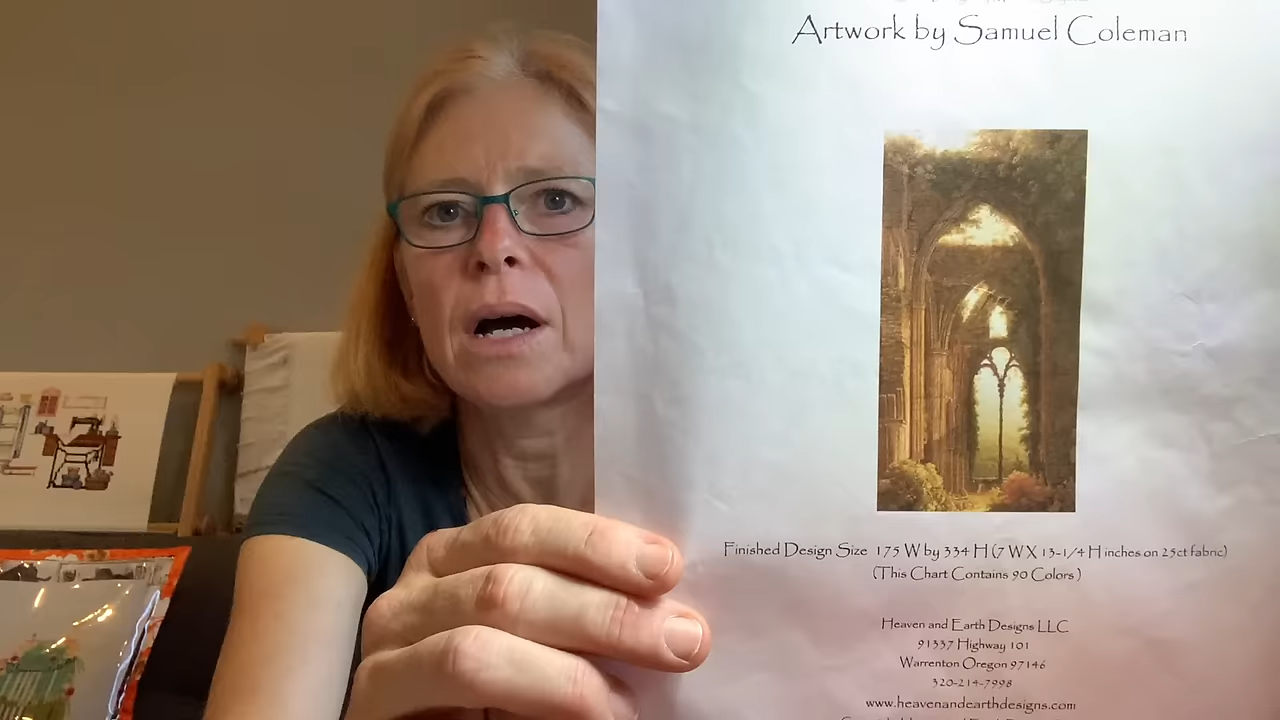 Artwork by Samuel Coleman
Finished Design Size 175 W by 334 H (7 W X 13-1/4 H inches on 25ct fabric)
(This Chart Contains 90 Colors)
Heaven and Earth Designs LLC
91337 Highway 101
Warrenton Oregon 97146
320-214-7998
www.heavenandearthdesigns.com